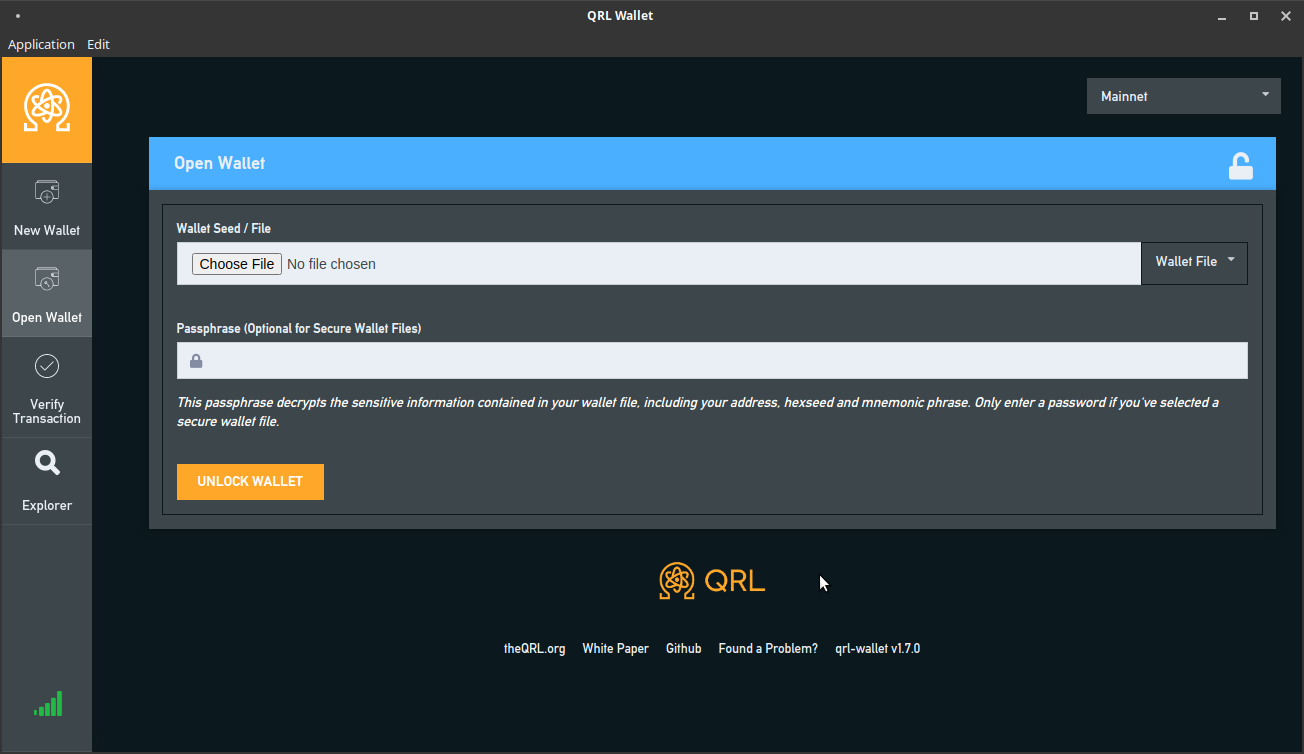 QRL Wallet
Application Edit
Mainnet
Open Wallet
New Wallet
Open Wallet
Verify
Transaction
Explorer
Wallet Seed / File
Choose File No file chosen
Wallet File
Passphrase (Optional for Secure Wallet Files)
This passphrase decrypts the sensitive information contained in your wallet file, including your address, hexseed and mnemonic phrase. Only enter a password if you've selected a
secure wallet file.
UNLOCK WALLET
QRL
theQRL.org White Paper Github Found a Problem? qrl-wallet v1.7.0